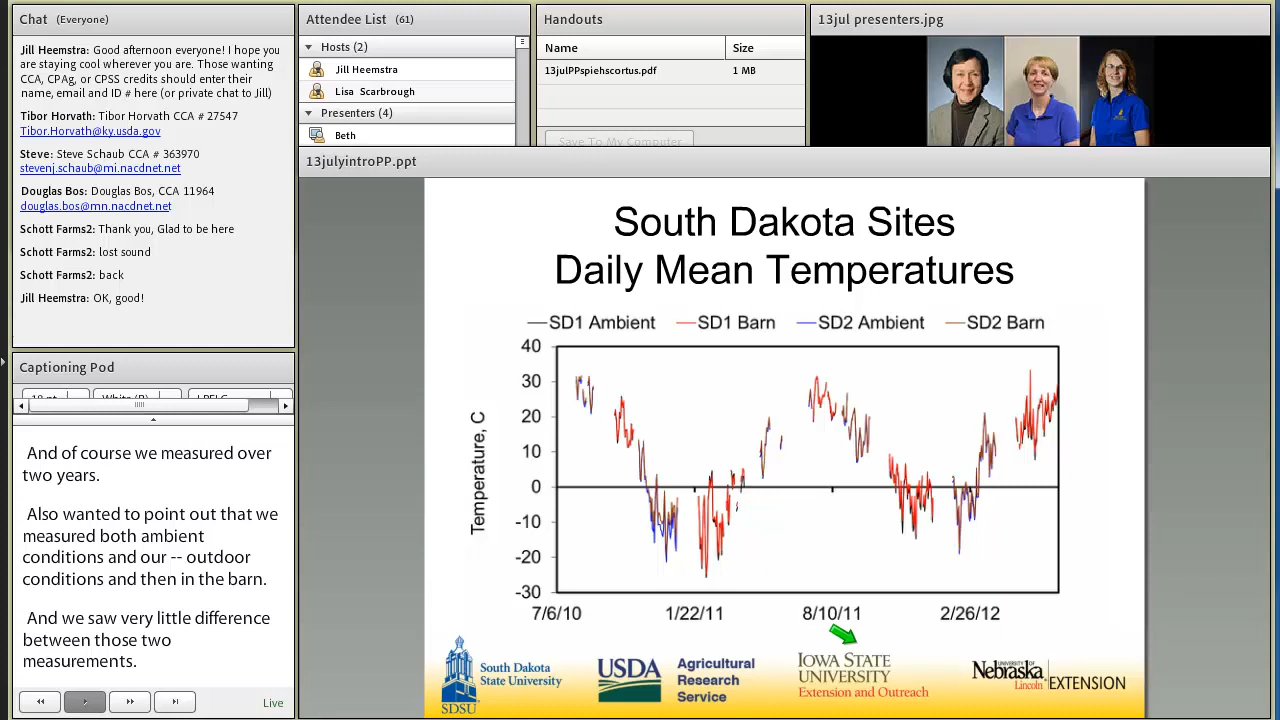 Chat (Everyone)
Jill Heemstra: Good afternoon everyone! I hope you
are staying cool wherever you are. Those wanting
CCA, CPAg, or CPSS credits should enter their
name, email and ID # here (or private chat to Jill)
Tibor Horvath: Tibor Horvath CCA # 27547
Tibor.Horvath@ky.usda.gov
Steve: Steve Schaub CCA # 363970
stevenj.schaub@mi.nacdnet.net
Douglas Bos: Douglas Bos, CCA 11964
douglas.bos@mn.nacdnet.net
Schott Farms2: Thank you, Glad to be here
Schott Farms2: lost sound
Schott Farms2: back
Jill Heemstra: OK, good!
Captioning Pod
And of course we measured over
two years.
Also wanted to point out that we
measured both ambient
conditions and our -- outdoor
conditions and then in the barn.
And we saw very little difference
between those two
measurements.
Live
Attendee List (61)
Hosts (2)
Jill Heemstra
Lisa Scarbrough
Presenters (4)
Beth
Handouts
Name Size
13julPPspiehscortus.pdf 1 MB
Save To My Computer
13jul presenters.jpg
13julyintroPP.ppt
South Dakota Sites
Daily Mean Temperatures
SD1 Ambient SD1 Barn SD2 Ambient SD2 Barn
Temperature, C
40
30
20
10
0
-10
-20
-30
7/6/10 1/22/11 8/10/11 2/26/12
South Dakota
State University
SDSU
USDA
Agricultural
Research
Service
IOWA STATE
UNIVERSITY
Extension and Outreach
UNIVERSITY OF
Nebraska
Lincoln
EXTENSION